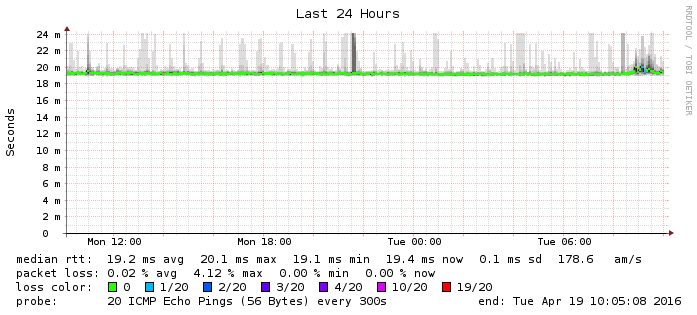 Last 24 Hours
RRDTOOL / TOBI OETIKER
Seconds
24 m
22 m
20 m
18 m
16 m
14 m
12 m
10 m
8 m
6 m
4 m
2 m
0
Mon 12:00 Mon 18:00 Tue 00:00 Tue 06:00
median rtt: 19.2 ms avg 20.1 ms max 19.1 ms min 19.4 ms now 0.1 ms sd 178.6 am/s
packet loss: 0.02 % avg 4.12 % max 0.00 % min 0.00 % now
loss color: 0 1/20 2/20 3/20 4/20 10/20 19/20
probe: 20 ICMP Echo Pings (56 Bytes) every 300s end: Tue Apr 19 10:05:08 2016